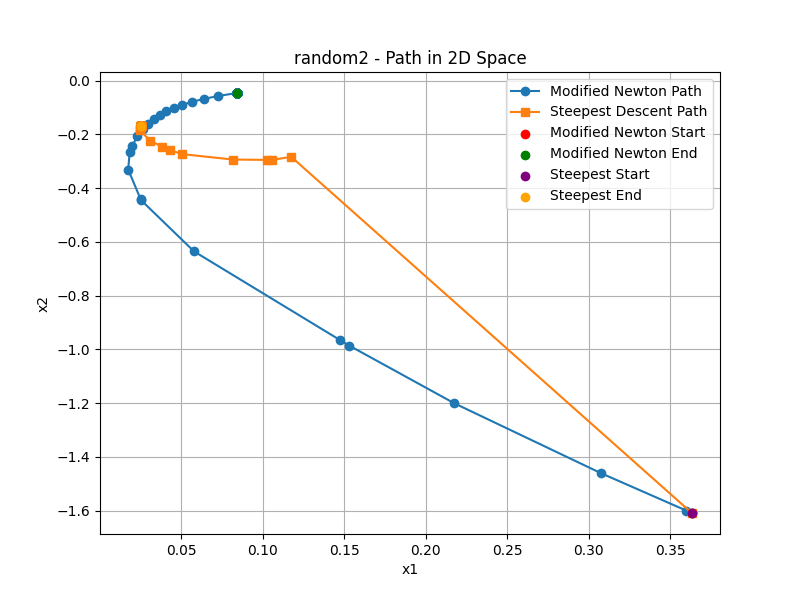 random2 - Path in 2D Space
Modified Newton Path
Steepest Descent Path
Modified Newton Start
Modified Newton End
Steepest Start
Steepest End
0.0
−0.2
−0.4
−0.6
−0.8
−1.0
−1.2
−1.4
−1.6
x2
0.05 0.10 0.15 0.20 0.25 0.30 0.35
x1